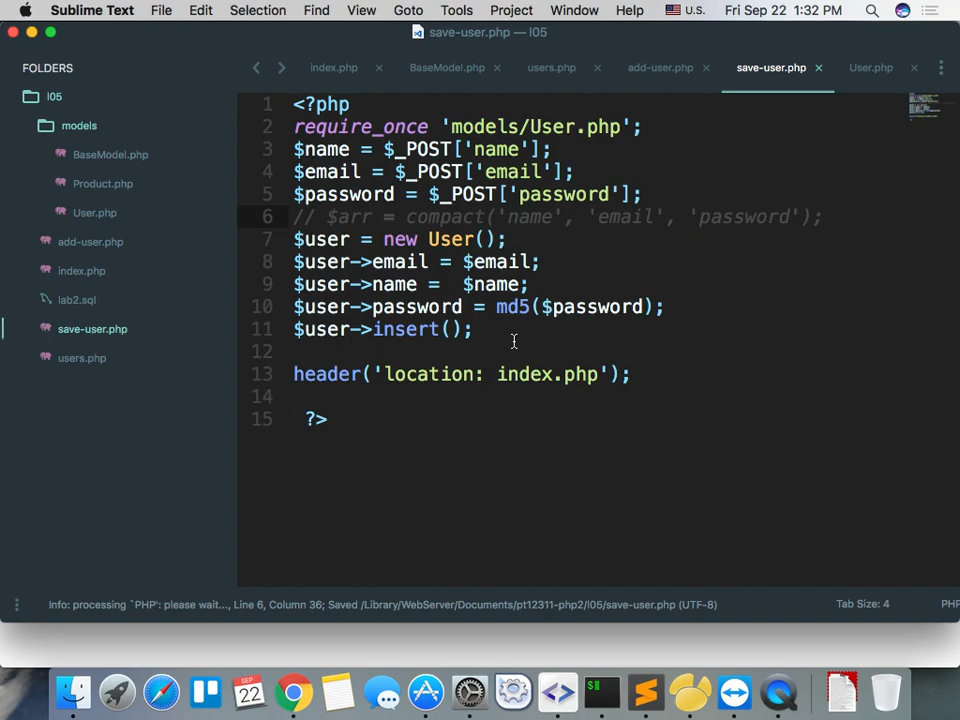 Sublime Text File Edit Selection Find View Goto Tools Project Window Help U.S. Fri Sep 22 1:32 PM
save-user.php — l05
FOLDERS
index.php × BaseModel.php × users.php × add-user.php × save-user.php × User.php ×
l05
models
BaseModel.php
Product.php
User.php
add-user.php
index.php
lab2.sql
save-user.php
users.php
1 <?php
2 require_once 'models/User.php';
3 $name = $_POST['name'];
4 $email = $_POST['email'];
5 $password = $_POST['password'];
6 // $arr = compact('name', 'email', 'password');
7 $user = new User();
8 $user->email = $email;
9 $user->name =  $name;
10 $user->password = md5($password);
11 $user->insert();
12
13 header('location: index.php');
14
15 ?>
Info: processing `PHP': please wait..., Line 6, Column 36; Saved /Library/WebServer/Documents/pt12311-php2/l05/save-user.php (UTF-8) Tab Size: 4 PH
SEP
22
$